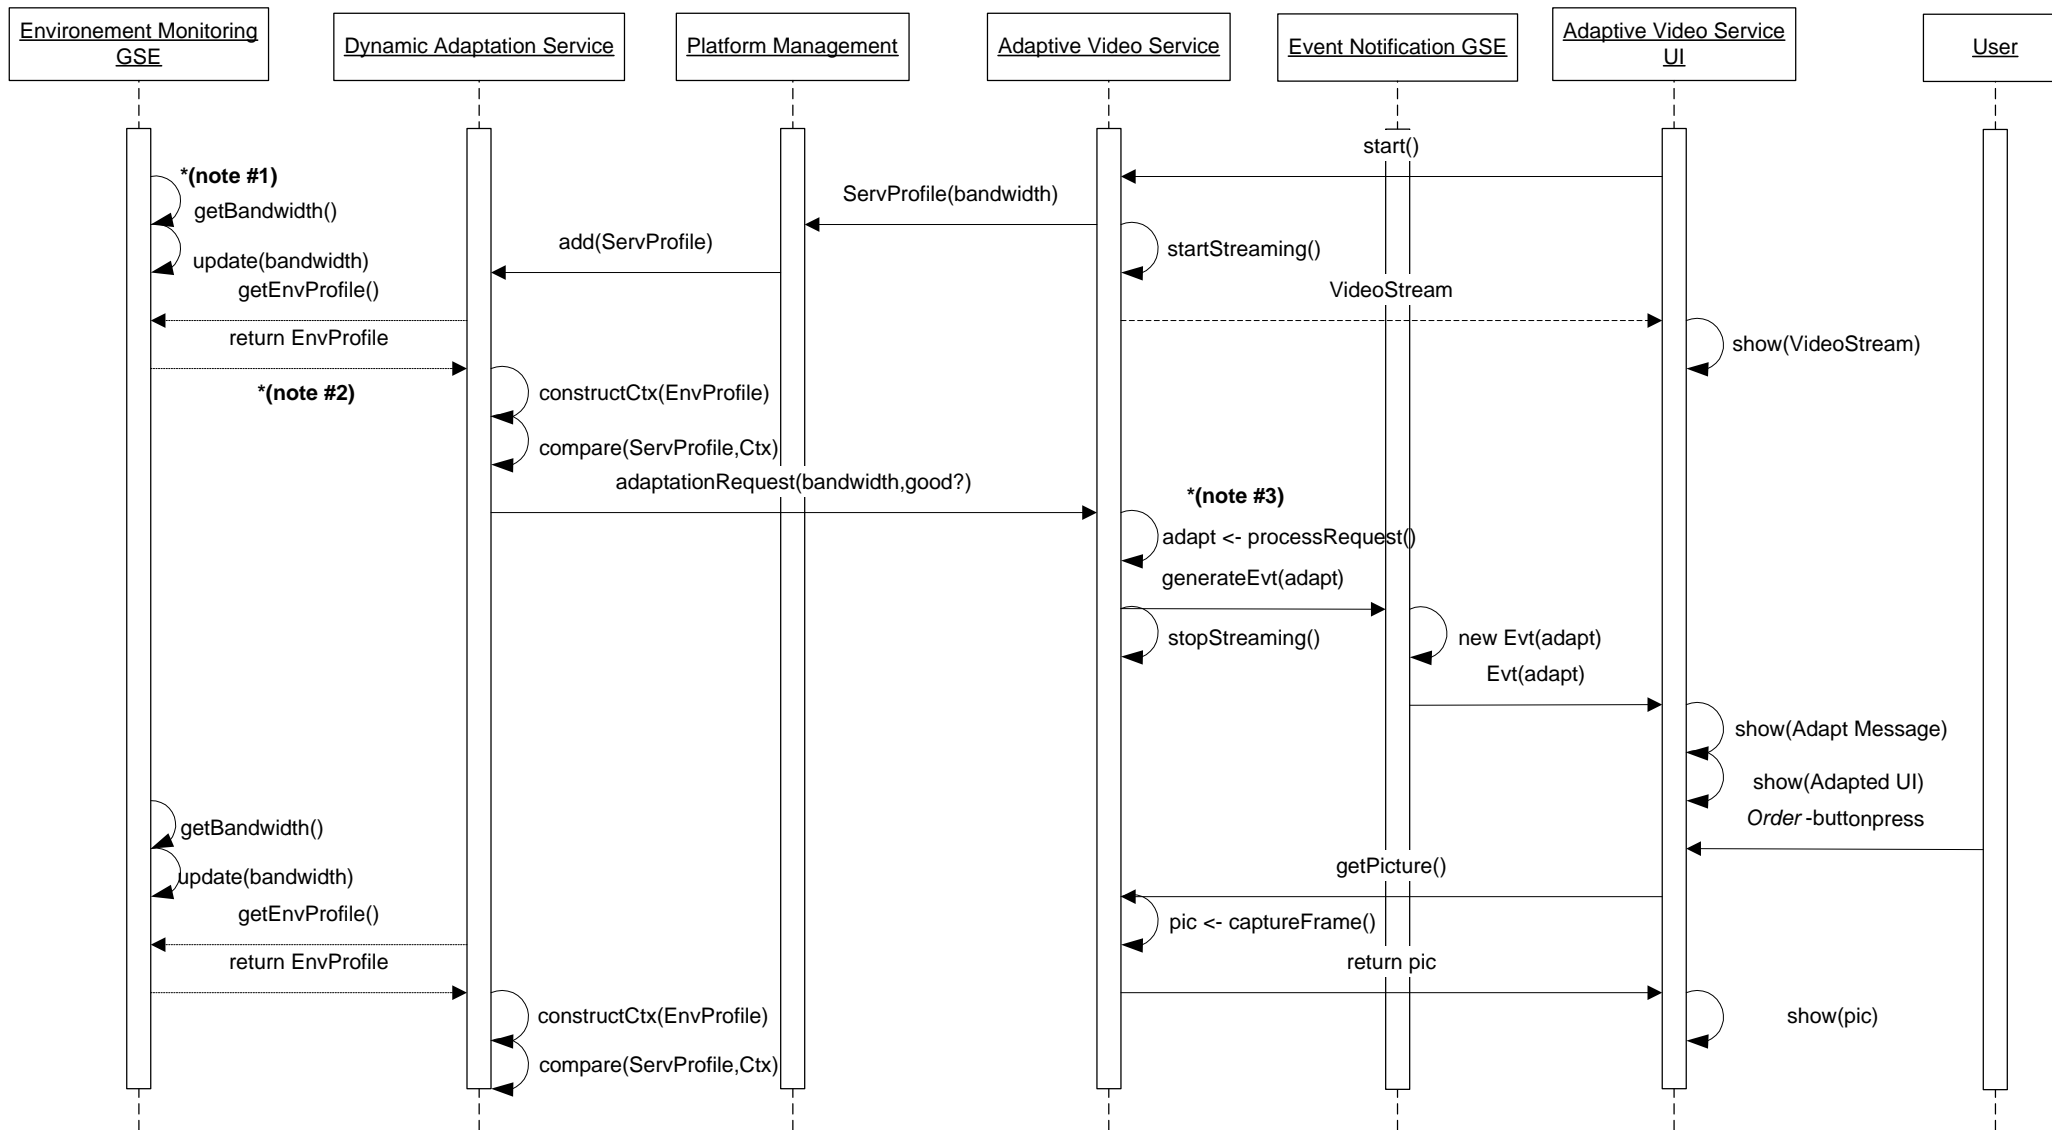 Environement Monitoring
GSE
Dynamic Adaptation Service
Platform Management
Adaptive Video Service
Event Notification GSE
Adaptive Video Service
UI
User
start()
*(note #1)
ServProfile(bandwidth)
getBandwidth()
add(ServProfile)
startStreaming()
update(bandwidth)
getEnvProfile()
VideoStream
return EnvProfile
show(VideoStream)
*(note #2)
constructCtx(EnvProfile)
compare(ServProfile,Ctx)
adaptationRequest(bandwidth,good?)
*(note #3)
adapt <- processRequest()
generateEvt(adapt)
stopStreaming()
new Evt(adapt)
Evt(adapt)
show(Adapt Message)
show(Adapted UI)
Order -buttonpress
getBandwidth()
getPicture()
update(bandwidth)
getEnvProfile()
pic <- captureFrame()
return EnvProfile
return pic
constructCtx(EnvProfile)
show(pic)
compare(ServProfile,Ctx)